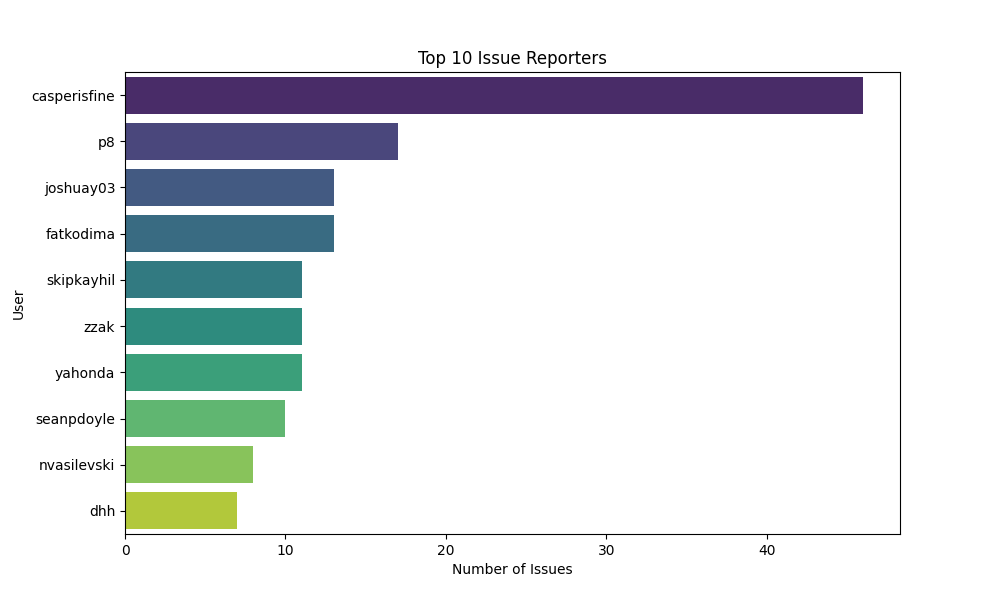 Top 10 Issue Reporters
User
casperisfine
p8
joshuay03
fatkodima
skipkayhil
zzak
yahonda
seanpdoyle
nvasilevski
dhh
0 10 20 30 40
Number of Issues